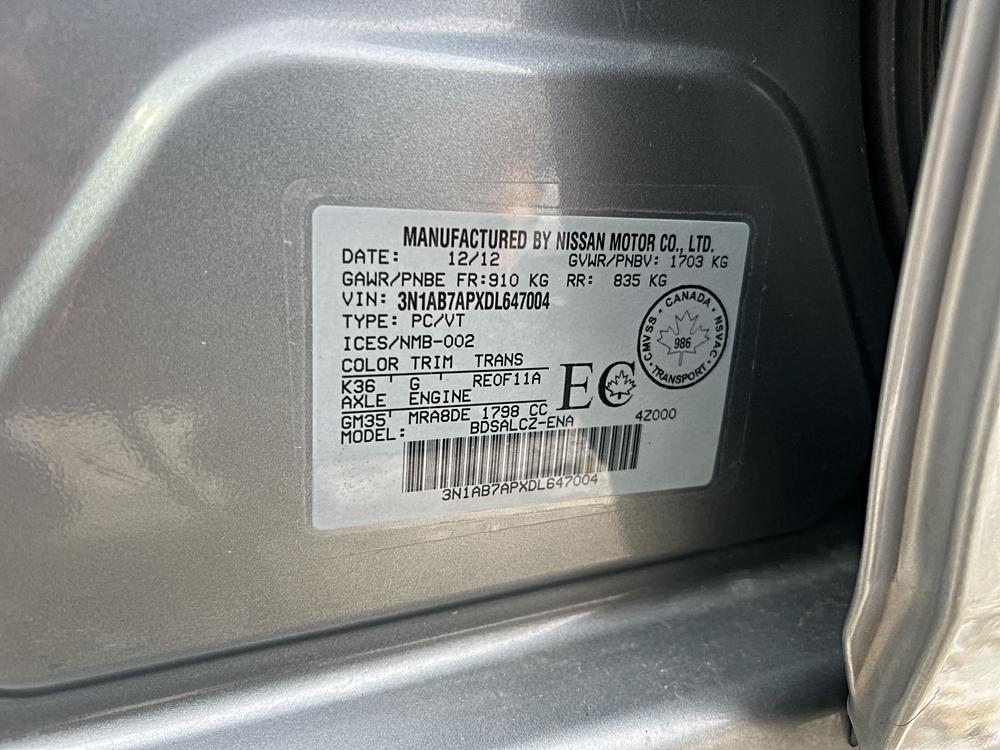 MANUFACTURED BY NISSAN MOTOR CO., LTD.
DATE: 12/12 GVWR/PNBV: 1703 KG
GAWR/PNBE FR:910 KG RR: 835 KG
VIN: 3N1AB7APXDL647004
TYPE: PC/VT
ICES/NMB-002
COLOR TRIM TRANS
K36 ' G ' RE0F11A
AXLE ENGINE
GM35' MRA8DE 1798 CC
MODEL: BDSALCZ-ENA
EC
4Z000
CANADA · NSVAC · TRANSPORT · CMVSS
986
3N1AB7APXDL647004